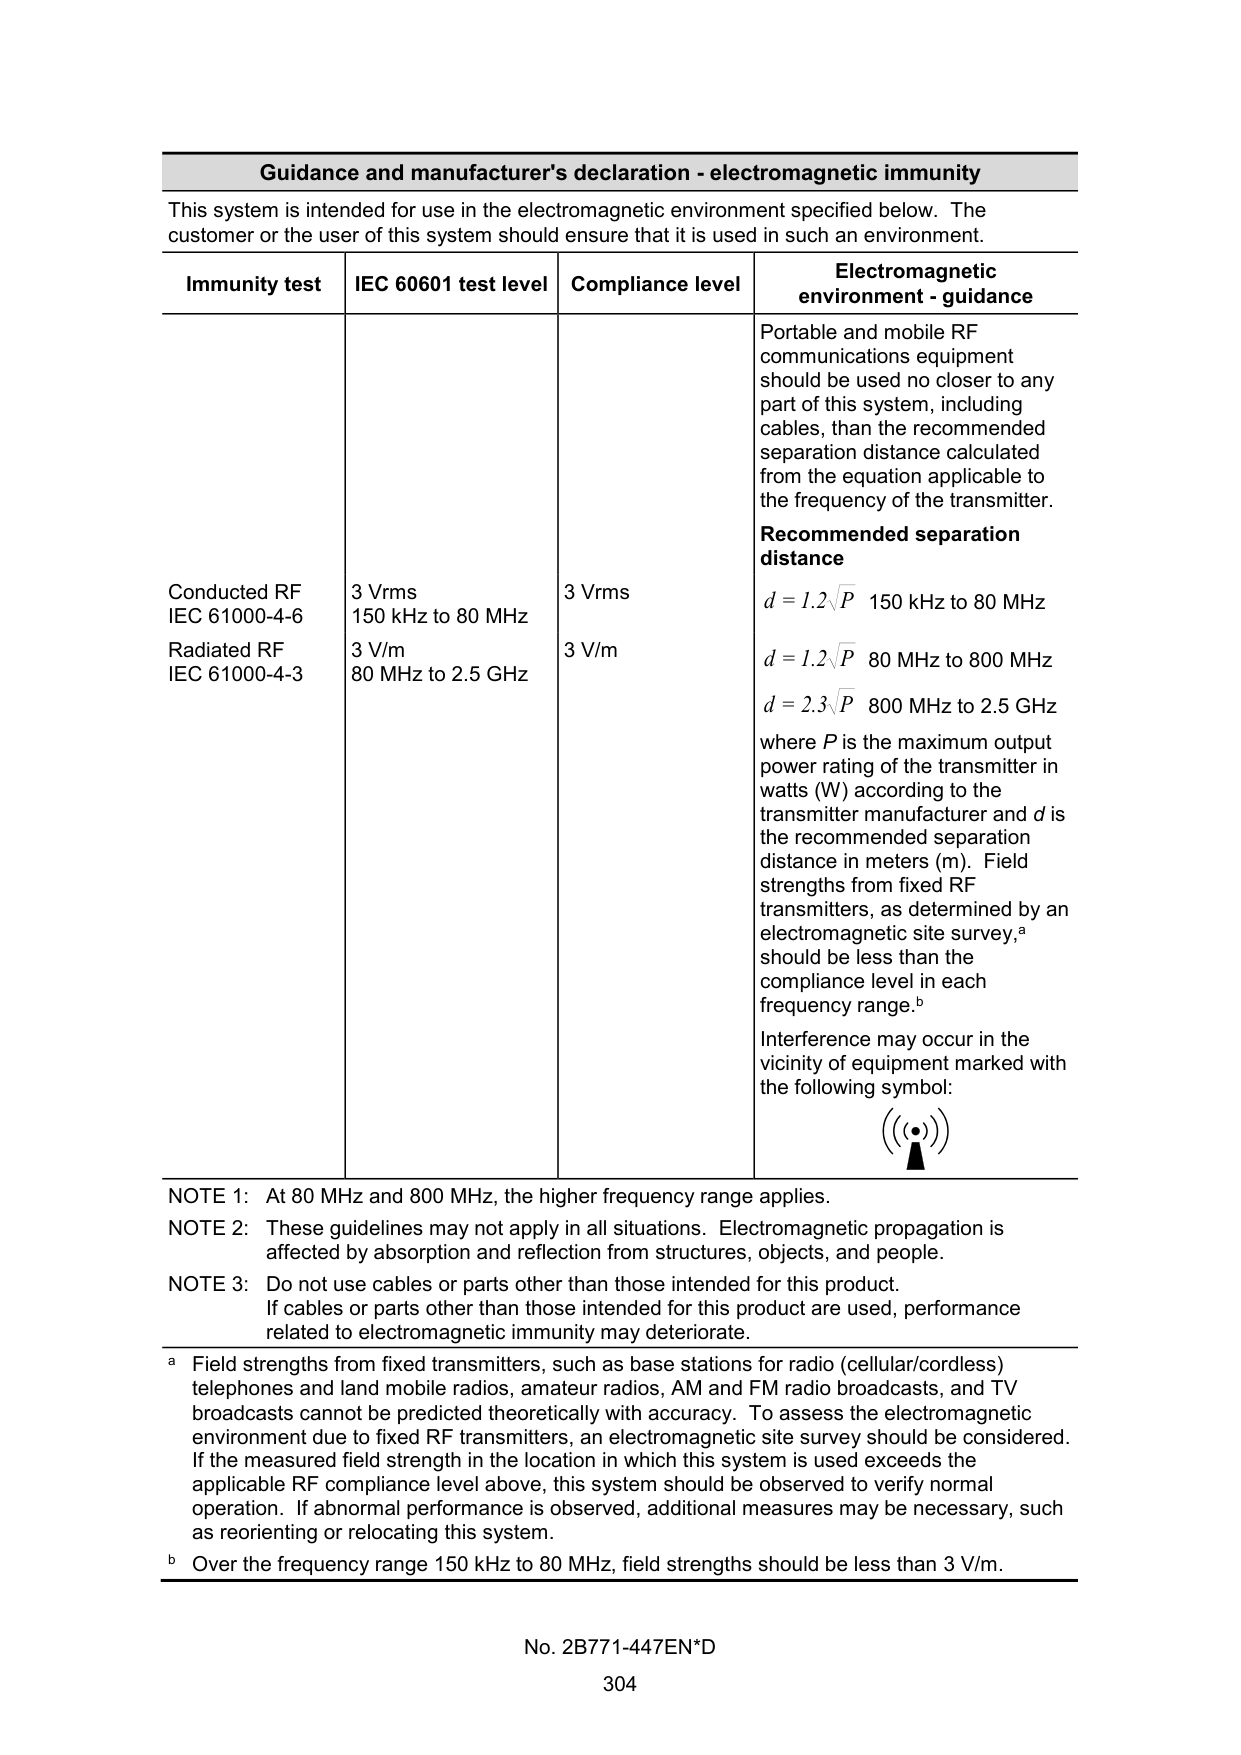 Guidance and manufacturer's declaration - electromagnetic immunity
This system is intended for use in the electromagnetic environment specified below.  The
customer or the user of this system should ensure that it is used in such an environment.
Immunity test
IEC 60601 test level
Compliance level
Electromagnetic
environment - guidance
Portable and mobile RF
communications equipment
should be used no closer to any
part of this system, including
cables, than the recommended
separation distance calculated
from the equation applicable to
the frequency of the transmitter.
Recommended separation
distance
Conducted RF
IEC 61000-4-6
3 Vrms
150 kHz to 80 MHz
3 Vrms
d = 1.2√P 150 kHz to 80 MHz
Radiated RF
IEC 61000-4-3
3 V/m
80 MHz to 2.5 GHz
3 V/m
d = 1.2√P 80 MHz to 800 MHz
d = 2.3√P 800 MHz to 2.5 GHz
where P is the maximum output
power rating of the transmitter in
watts (W) according to the
transmitter manufacturer and d is
the recommended separation
distance in meters (m).  Field
strengths from fixed RF
transmitters, as determined by an
electromagnetic site survey,ᵃ
should be less than the
compliance level in each
frequency range.ᵇ
Interference may occur in the
vicinity of equipment marked with
the following symbol:
NOTE 1: At 80 MHz and 800 MHz, the higher frequency range applies.
NOTE 2: These guidelines may not apply in all situations.  Electromagnetic propagation is
affected by absorption and reflection from structures, objects, and people.
NOTE 3: Do not use cables or parts other than those intended for this product.
If cables or parts other than those intended for this product are used, performance
related to electromagnetic immunity may deteriorate.
ᵃ Field strengths from fixed transmitters, such as base stations for radio (cellular/cordless)
telephones and land mobile radios, amateur radios, AM and FM radio broadcasts, and TV
broadcasts cannot be predicted theoretically with accuracy.  To assess the electromagnetic
environment due to fixed RF transmitters, an electromagnetic site survey should be considered.
If the measured field strength in the location in which this system is used exceeds the
applicable RF compliance level above, this system should be observed to verify normal
operation.  If abnormal performance is observed, additional measures may be necessary, such
as reorienting or relocating this system.
ᵇ Over the frequency range 150 kHz to 80 MHz, field strengths should be less than 3 V/m.
No. 2B771-447EN*D
304